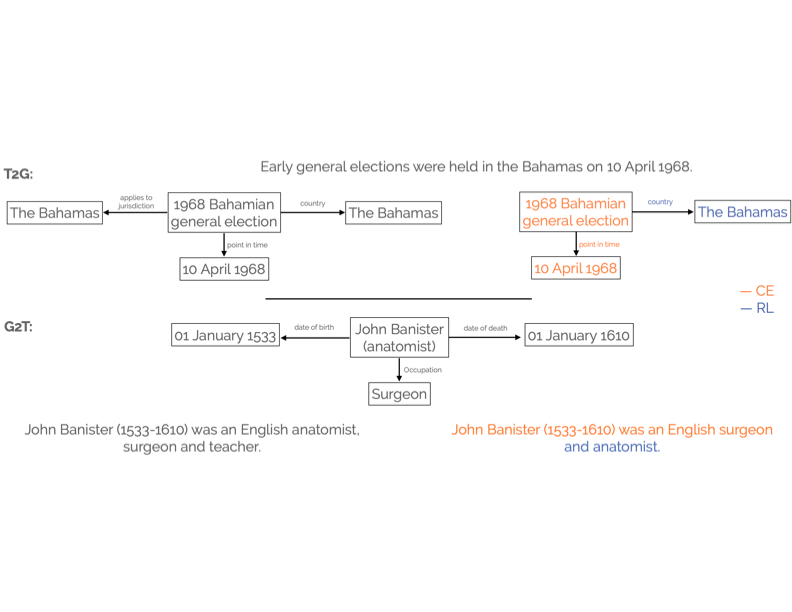 T2G:
Early general elections were held in the Bahamas on 10 April 1968.
The Bahamas
applies to
jurisdiction
1968 Bahamian
general election
country
The Bahamas
point in time
10 April 1968
1968 Bahamian
general election
country
The Bahamas
point in time
10 April 1968
— CE
— RL
G2T:
01 January 1533
date of birth
John Banister
(anatomist)
date of death
01 January 1610
Occupation
Surgeon
John Banister (1533-1610) was an English anatomist,
surgeon and teacher.
John Banister (1533-1610) was an English surgeon
and anatomist.